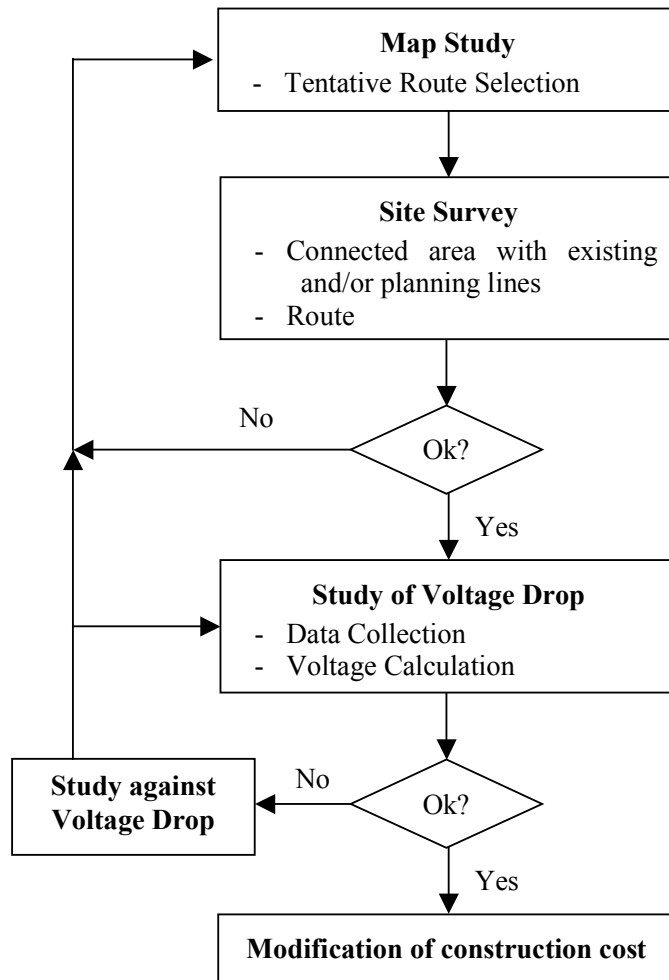 Map Study
- Tentative Route Selection
Site Survey
- Connected area with existing
and/or planning lines
- Route
No
Ok?
Yes
Study of Voltage Drop
- Data Collection
- Voltage Calculation
Study against
Voltage Drop
No
Ok?
Yes
Modification of construction cost